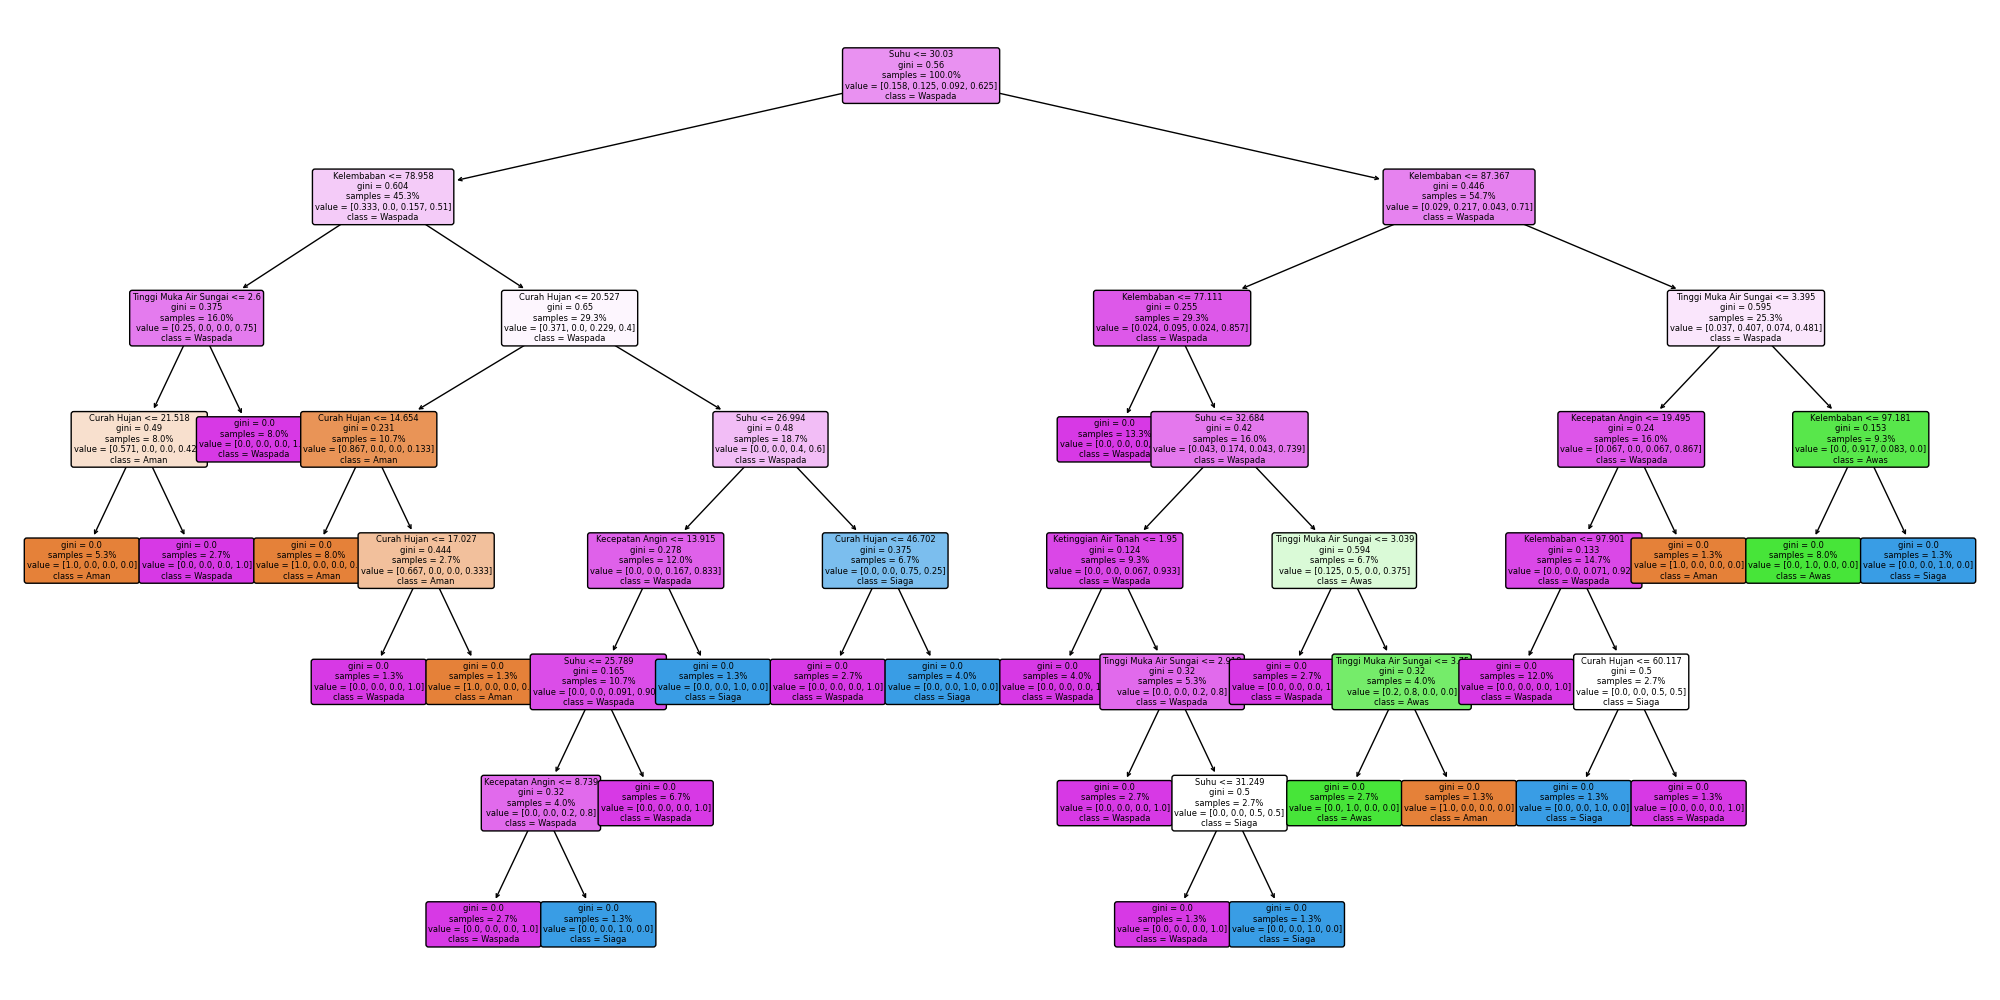 Suhu <= 30.03
gini = 0.56
samples = 100.0%
value = [0.158, 0.125, 0.092, 0.625]
class = Waspada
Kelembaban <= 78.958
gini = 0.604
samples = 45.3%
value = [0.333, 0.0, 0.157, 0.51]
class = Waspada
Kelembaban <= 87.367
gini = 0.446
samples = 54.7%
value = [0.029, 0.217, 0.043, 0.71]
class = Waspada
Tinggi Muka Air Sungai <= 2.6
gini = 0.375
samples = 16.0%
value = [0.25, 0.0, 0.0, 0.75]
class = Waspada
Curah Hujan <= 20.527
gini = 0.65
samples = 29.3%
value = [0.371, 0.0, 0.229, 0.4]
class = Waspada
Kelembaban <= 77.111
gini = 0.255
samples = 29.3%
value = [0.024, 0.095, 0.024, 0.857]
class = Waspada
Tinggi Muka Air Sungai <= 3.395
gini = 0.595
samples = 25.3%
value = [0.037, 0.407, 0.074, 0.481]
class = Waspada
Curah Hujan <= 21.518
gini = 0.49
samples = 8.0%
value = [0.571, 0.0, 0.0, 0.42
class = Aman
gini = 0.0
samples = 8.0%
value = [0.0, 0.0, 0.0, 1.
class = Waspada
Curah Hujan <= 14.654
gini = 0.231
samples = 10.7%
value = [0.867, 0.0, 0.0, 0.133]
class = Aman
Suhu <= 26.994
gini = 0.48
samples = 18.7%
value = [0.0, 0.0, 0.4, 0.6]
class = Waspada
gini = 0.0
samples = 13.3%
value = [0.0, 0.0, 0.0
class = Waspada
Suhu <= 32.684
gini = 0.42
samples = 16.0%
value = [0.043, 0.174, 0.043, 0.739]
class = Waspada
Kecepatan Angin <= 19.495
gini = 0.24
samples = 16.0%
value = [0.067, 0.0, 0.067, 0.867]
class = Waspada
Kelembaban <= 97.181
gini = 0.153
samples = 9.3%
value = [0.0, 0.917, 0.083, 0.0]
class = Awas
gini = 0.0
samples = 5.3%
value = [1.0, 0.0, 0.0, 0.0]
class = Aman
gini = 0.0
samples = 2.7%
value = [0.0, 0.0, 0.0, 1.0]
class = Waspada
gini = 0.0
samples = 8.0%
value = [1.0, 0.0, 0.0, 0.
class = Aman
Curah Hujan <= 17.027
gini = 0.444
samples = 2.7%
value = [0.667, 0.0, 0.0, 0.333]
class = Aman
Kecepatan Angin <= 13.915
gini = 0.278
samples = 12.0%
value = [0.0, 0.0, 0.167, 0.833]
class = Waspada
Curah Hujan <= 46.702
gini = 0.375
samples = 6.7%
value = [0.0, 0.0, 0.75, 0.25]
class = Siaga
Ketinggian Air Tanah <= 1.95
gini = 0.124
samples = 9.3%
value = [0.0, 0.0, 0.067, 0.933]
class = Waspada
Tinggi Muka Air Sungai <= 3.039
gini = 0.594
samples = 6.7%
value = [0.125, 0.5, 0.0, 0.375]
class = Awas
Kelembaban <= 97.901
gini = 0.133
samples = 14.7%
value = [0.0, 0.0, 0.071, 0.92
class = Waspada
gini = 0.0
samples = 1.3%
value = [1.0, 0.0, 0.0, 0.0]
class = Aman
gini = 0.0
samples = 8.0%
value = [0.0, 1.0, 0.0, 0.0]
class = Awas
gini = 0.0
samples = 1.3%
value = [0.0, 0.0, 1.0, 0.0]
class = Siaga
gini = 0.0
samples = 1.3%
value = [0.0, 0.0, 0.0, 1.0]
class = Waspada
gini = 0.0
samples = 1.3%
value = [1.0, 0.0, 0.0, 0.
class = Aman
Suhu <= 25.789
gini = 0.165
samples = 10.7%
value = [0.0, 0.0, 0.091, 0.90
class = Waspada
gini = 0.0
samples = 1.3%
value = [0.0, 0.0, 1.0, 0.0]
class = Siaga
gini = 0.0
samples = 2.7%
value = [0.0, 0.0, 0.0, 1.0]
class = Waspada
gini = 0.0
samples = 4.0%
value = [0.0, 0.0, 1.0, 0.0]
class = Siaga
gini = 0.0
samples = 4.0%
value = [0.0, 0.0, 0.0, 1
class = Waspada
Tinggi Muka Air Sungai <=
gini = 0.32
samples = 5.3%
value = [0.0, 0.0, 0.2, 0.8]
class = Waspada
gini = 0.0
samples = 2.7%
value = [0.0, 0.0, 0.0, 1
class = Waspada
Tinggi Muka Air Sungai <=
gini = 0.32
samples = 4.0%
value = [0.2, 0.8, 0.0, 0.0]
class = Awas
gini = 0.0
samples = 12.0%
value = [0.0, 0.0, 0.0, 1.0]
class = Waspada
Curah Hujan <= 60.117
gini = 0.5
samples = 2.7%
value = [0.0, 0.0, 0.5, 0.5]
class = Siaga
Kecepatan Angin <= 8.739
gini = 0.32
samples = 4.0%
value = [0.0, 0.0, 0.2, 0.8]
class = Waspada
gini = 0.0
samples = 6.7%
value = [0.0, 0.0, 0.0, 1.0]
class = Waspada
gini = 0.0
samples = 2.7%
value = [0.0, 0.0, 0.0, 1.0]
class = Waspada
Suhu <= 31.249
gini = 0.5
samples = 2.7%
value = [0.0, 0.0, 0.5, 0.5]
class = Siaga
gini = 0.0
samples = 2.7%
value = [0.0, 1.0, 0.0, 0.0]
class = Awas
gini = 0.0
samples = 1.3%
value = [1.0, 0.0, 0.0, 0.0]
class = Aman
gini = 0.0
samples = 1.3%
value = [0.0, 0.0, 1.0, 0.0]
class = Siaga
gini = 0.0
samples = 1.3%
value = [0.0, 0.0, 0.0, 1.0]
class = Waspada
gini = 0.0
samples = 2.7%
value = [0.0, 0.0, 0.0, 1.0]
class = Waspada
gini = 0.0
samples = 1.3%
value = [0.0, 0.0, 1.0, 0.0]
class = Siaga
gini = 0.0
samples = 1.3%
value = [0.0, 0.0, 0.0, 1.0]
class = Waspada
gini = 0.0
samples = 1.3%
value = [0.0, 0.0, 1.0, 0.0]
class = Siaga